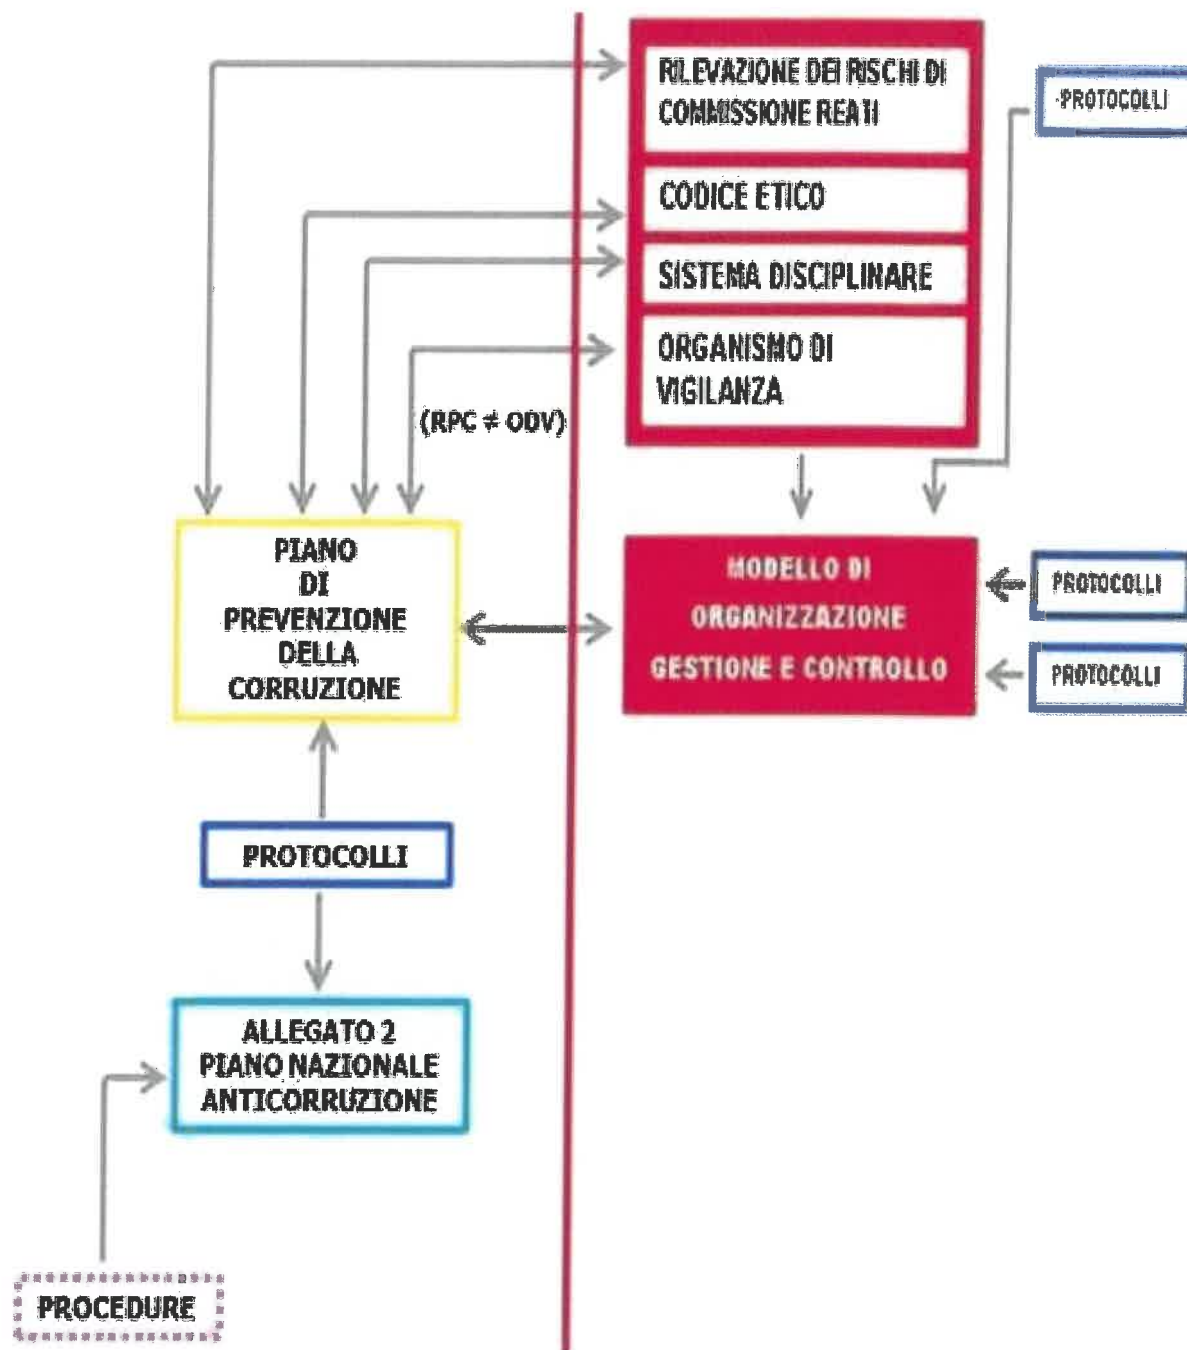 RILEVAZIONE DEI RISCHI DI
COMMISSIONE REATI
PROTOCOLLI
CODICE ETICO
SISTEMA DISCIPLINARE
ORGANISMO DI
VIGILANZA
(RPC ≠ ODV)
PIANO
DI
PREVENZIONE
DELLA
CORRUZIONE
MODELLO DI
ORGANIZZAZIONE
GESTIONE E CONTROLLO
PROTOCOLLI
PROTOCOLLI
PROTOCOLLI
ALLEGATO 2
PIANO NAZIONALE
ANTICORRUZIONE
PROCEDURE